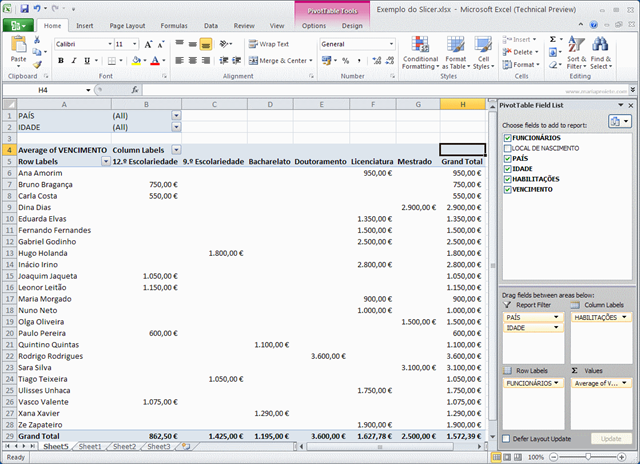 PivotTable Tools
Exemplo do Slicer.xlsx - Microsoft Excel (Technical Preview)
Home Insert Page Layout Formulas Data Review View Options Design
Paste Calibri 11 Wrap Text General Conditional Formatting Format as Table Cell Styles Insert Delete Format Sort & Filter Find & Select
B I U Merge & Center
Clipboard Font Alignment Number Styles Cells Editing
H4 fx
A B C D E F G H
1 PAÍS (All)
2 IDADE (All)
3
4 Average of VENCIMENTO Column Labels
5 Row Labels 12.º Escolariedade 9.º Escolariedade Bacharelato Doutoramento Licenciatura Mestrado Grand Total
6 Ana Amorim 950,00 € 950,00 €
7 Bruno Bragança 750,00 € 750,00 €
8 Carla Costa 550,00 € 550,00 €
9 Dina Dias 2.900,00 € 2.900,00 €
10 Eduarda Elvas 1.350,00 € 1.350,00 €
11 Fernando Fernandes 1.500,00 € 1.500,00 €
12 Gabriel Godinho 2.500,00 € 2.500,00 €
13 Hugo Holanda 1.800,00 € 1.800,00 €
14 Inácio Irino 2.800,00 € 2.800,00 €
15 Joaquim Jaqueta 1.050,00 € 1.050,00 €
16 Leonor Leitão 1.150,00 € 1.150,00 €
17 Maria Morgado 900,00 € 900,00 €
18 Nuno Neto 1.000,00 € 1.000,00 €
19 Olga Oliveira 1.500,00 € 1.500,00 €
20 Paulo Pereira 600,00 € 600,00 €
21 Quintino Quintas 1.100,00 € 1.100,00 €
22 Rodrigo Rodrigues 3.600,00 € 3.600,00 €
23 Sara Silva 3.100,00 € 3.100,00 €
24 Tiago Teixeira 1.050,00 € 1.050,00 €
25 Ulisses Unhaca 1.750,00 € 1.750,00 €
26 Vasco Valente 1.075,00 € 1.075,00 €
27 Xana Xavier 1.290,00 € 1.290,00 €
28 Ze Zapateiro 1.900,00 € 1.900,00 €
29 Grand Total 862,50 € 1.425,00 € 1.195,00 € 3.600,00 € 1.627,78 € 2.500,00 € 1.572,39 €
Sheet5 Sheet1 Sheet2 Sheet3
Ready 100%
PivotTable Field List
Choose fields to add to report:
FUNCIONÁRIOS
LOCAL DE NASCIMENTO
PAÍS
IDADE
HABILITAÇÕES
VENCIMENTO
Drag fields between areas below:
Report Filter Column Labels
PAÍS HABILITAÇÕES
IDADE
Row Labels Σ Values
FUNCIONÁRIOS Average of V...
Defer Layout Update Update